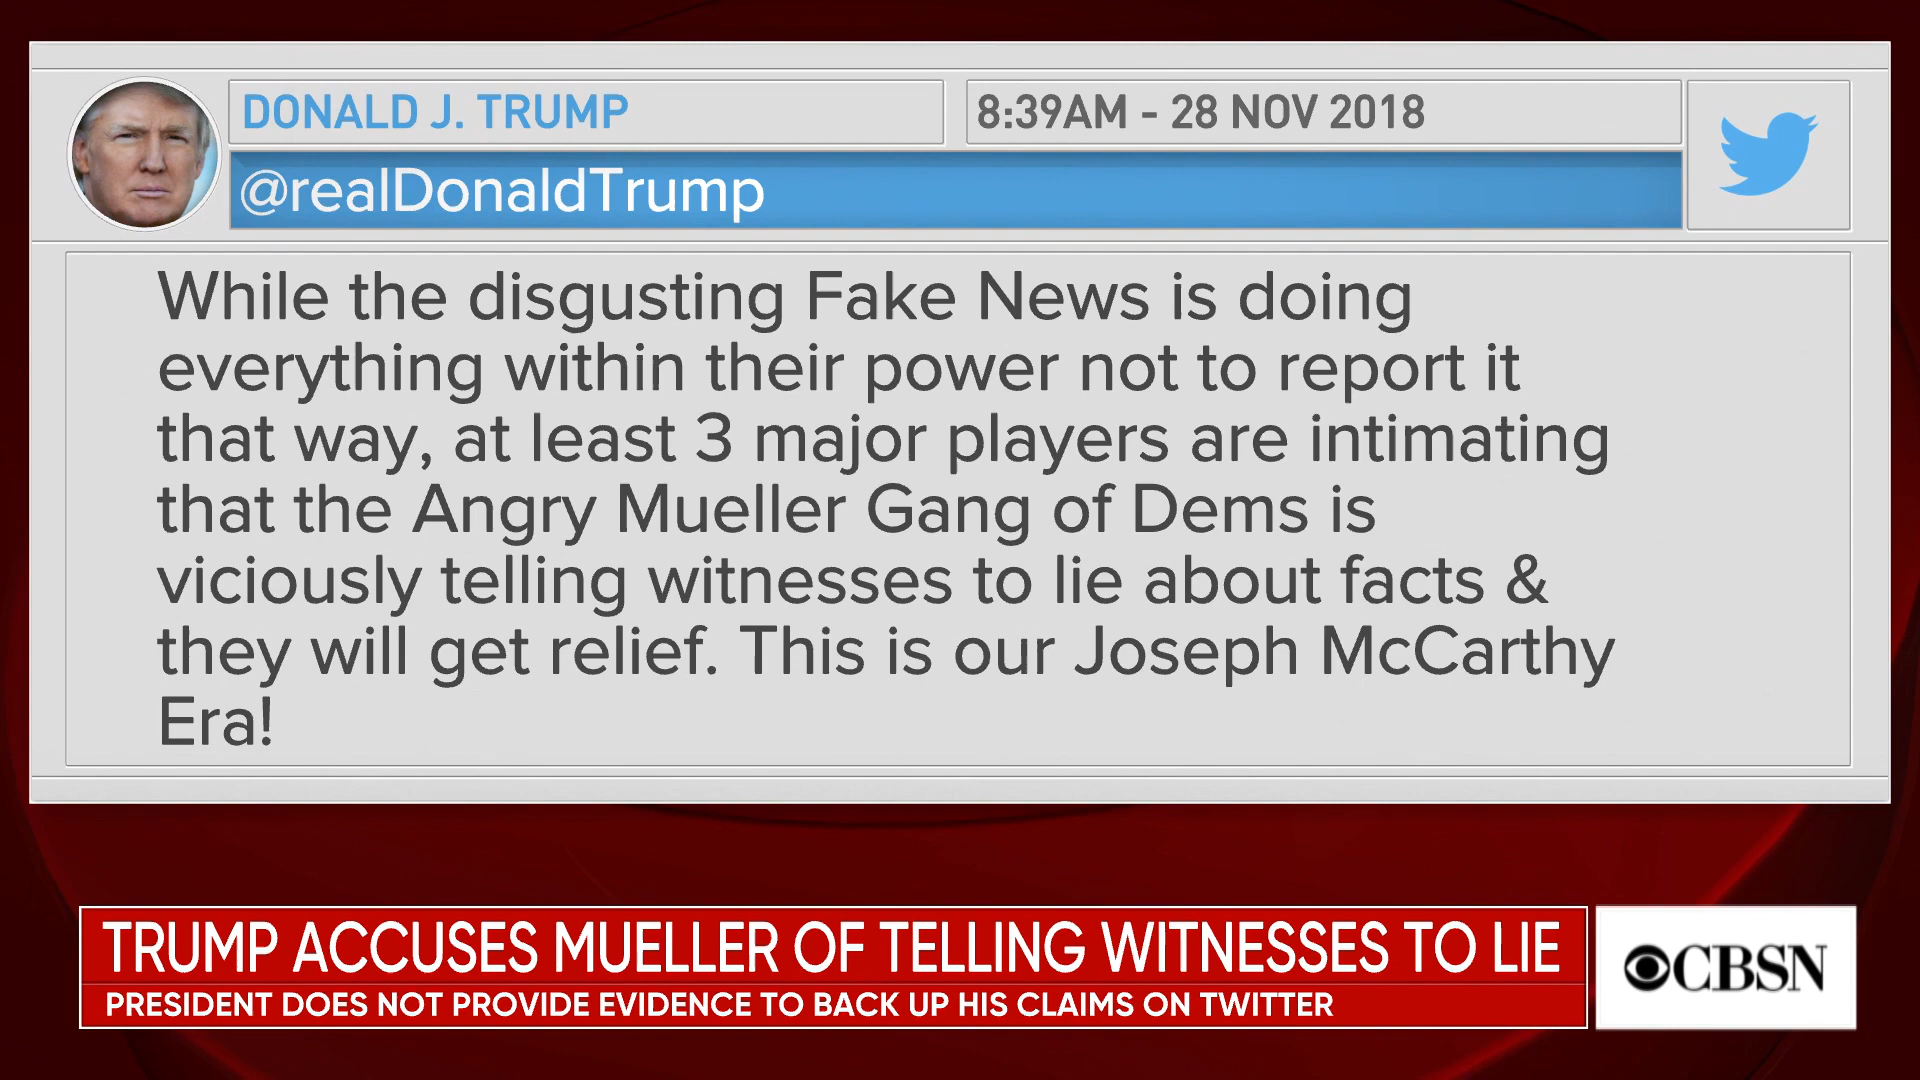 DONALD J. TRUMP
8:39AM - 28 NOV 2018
@realDonaldTrump
While the disgusting Fake News is doing
everything within their power not to report it
that way, at least 3 major players are intimating
that the Angry Mueller Gang of Dems is
viciously telling witnesses to lie about facts &
they will get relief. This is our Joseph McCarthy
Era!
TRUMP ACCUSES MUELLER OF TELLING WITNESSES TO LIE
PRESIDENT DOES NOT PROVIDE EVIDENCE TO BACK UP HIS CLAIMS ON TWITTER
CBSN